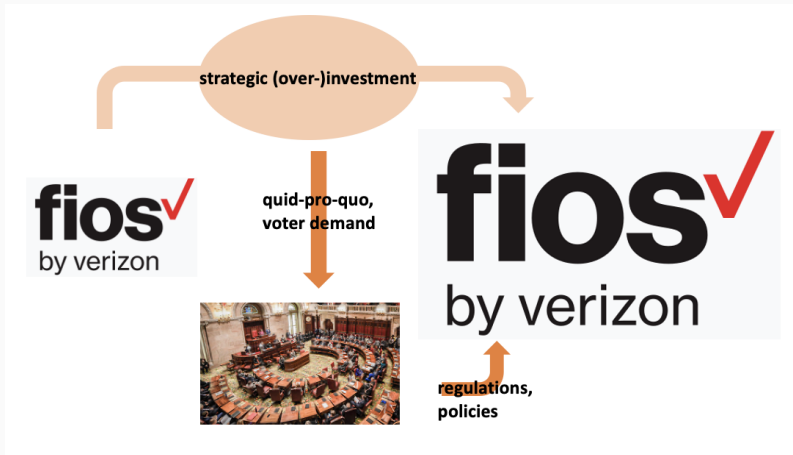 strategic (over-)investment
fios
by verizon
quid-pro-quo,
voter demand
fios
by verizon
regulations,
policies